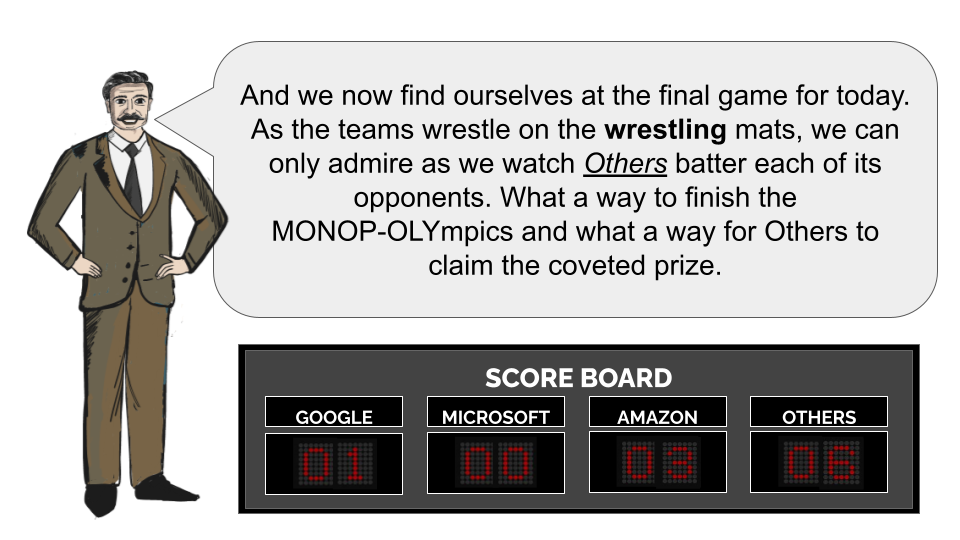 And we now find ourselves at the final game for today.
As the teams wrestle on the wrestling mats, we can
only admire as we watch Others batter each of its
opponents. What a way to finish the
MONOP-OLYmpics and what a way for Others to
claim the coveted prize.
SCORE BOARD
GOOGLE MICROSOFT AMAZON OTHERS
01 00 03 06